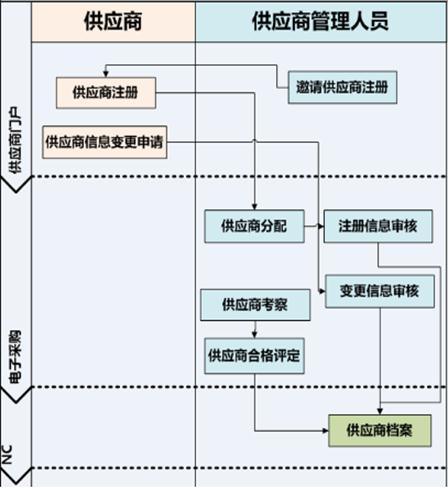 供应商
供应商管理人员
供应商门户
邀请供应商注册
供应商注册
供应商信息变更申请
电子采购
供应商分配
注册信息审核
变更信息审核
供应商考察
供应商合格评定
NC
供应商档案